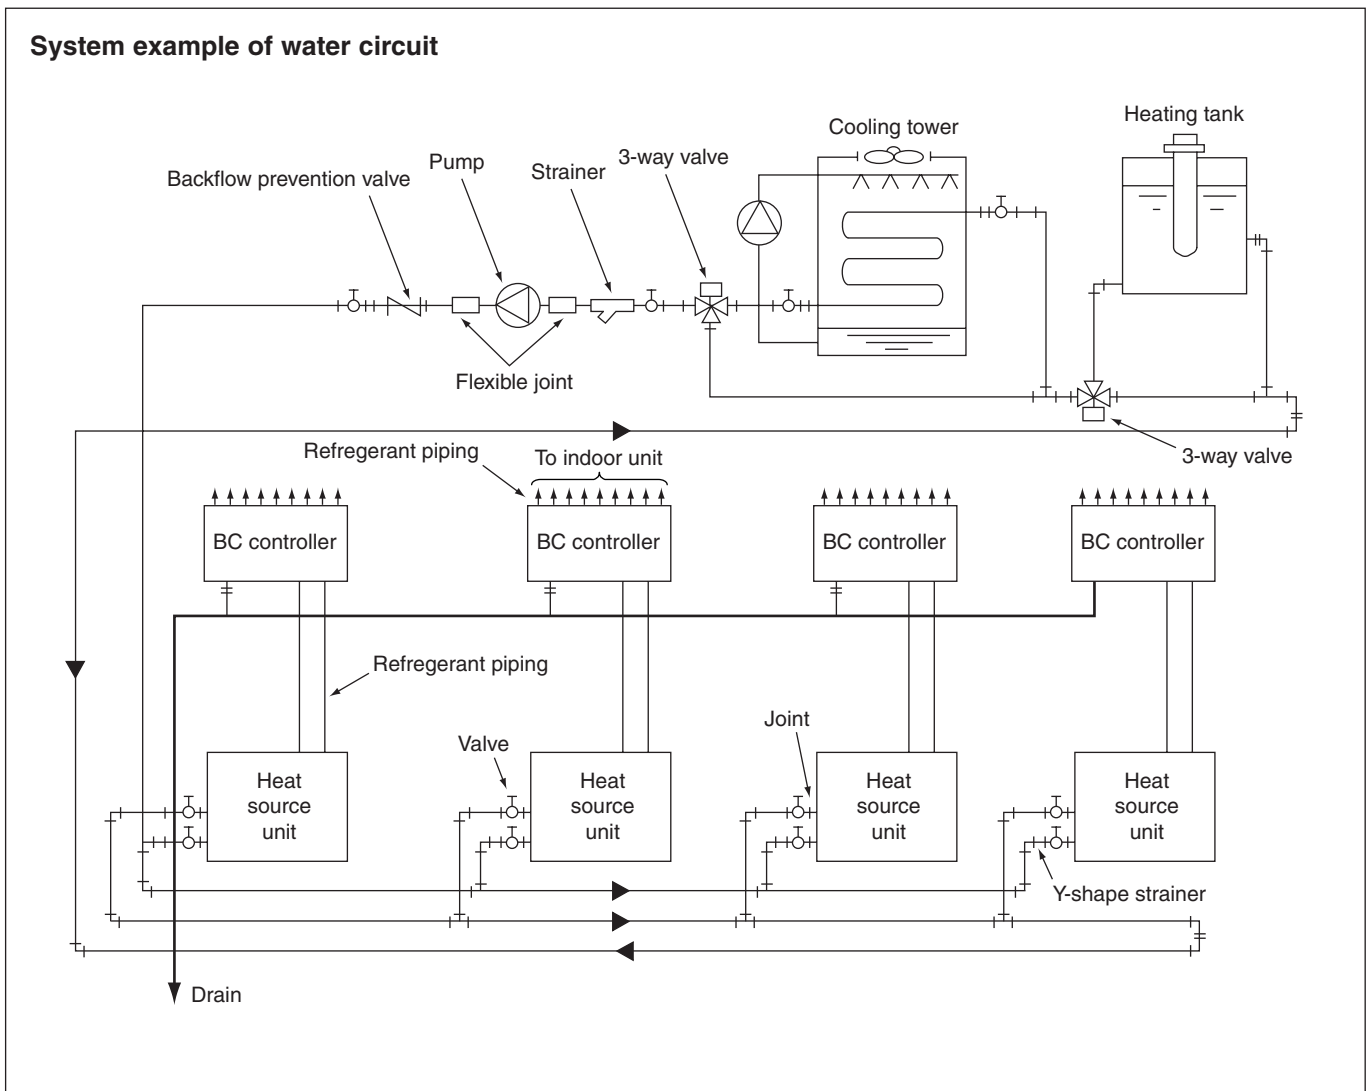 System example of water circuit
Heating tank
Cooling tower
3-way valve
Pump
Strainer
Backflow prevention valve
Flexible joint
3-way valve
Refregerant piping
To indoor unit
BC controller
BC controller
BC controller
BC controller
Refregerant piping
Joint
Valve
Heat
source
unit
Heat
source
unit
Heat
source
unit
Heat
source
unit
Y-shape strainer
Drain